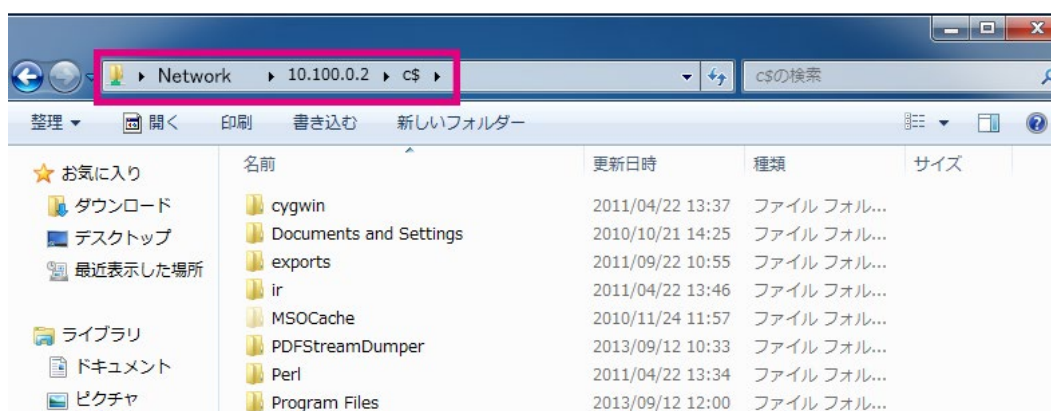 Network 10.100.0.2 c$ c$の検索
整理 開く 印刷 書き込む 新しいフォルダー
名前 更新日時 種類 サイズ
お気に入り
ダウンロード
デスクトップ
最近表示した場所
ライブラリ
ドキュメント
ピクチャ
cygwin 2011/04/22 13:37 ファイル フォル...
Documents and Settings 2010/10/21 14:25 ファイル フォル...
exports 2011/09/22 10:55 ファイル フォル...
ir 2011/04/22 13:46 ファイル フォル...
MSOCache 2010/11/24 11:57 ファイル フォル...
PDFStreamDumper 2013/09/12 10:33 ファイル フォル...
Perl 2011/04/22 13:34 ファイル フォル...
Program Files 2013/09/12 12:00 ファイル フォル...